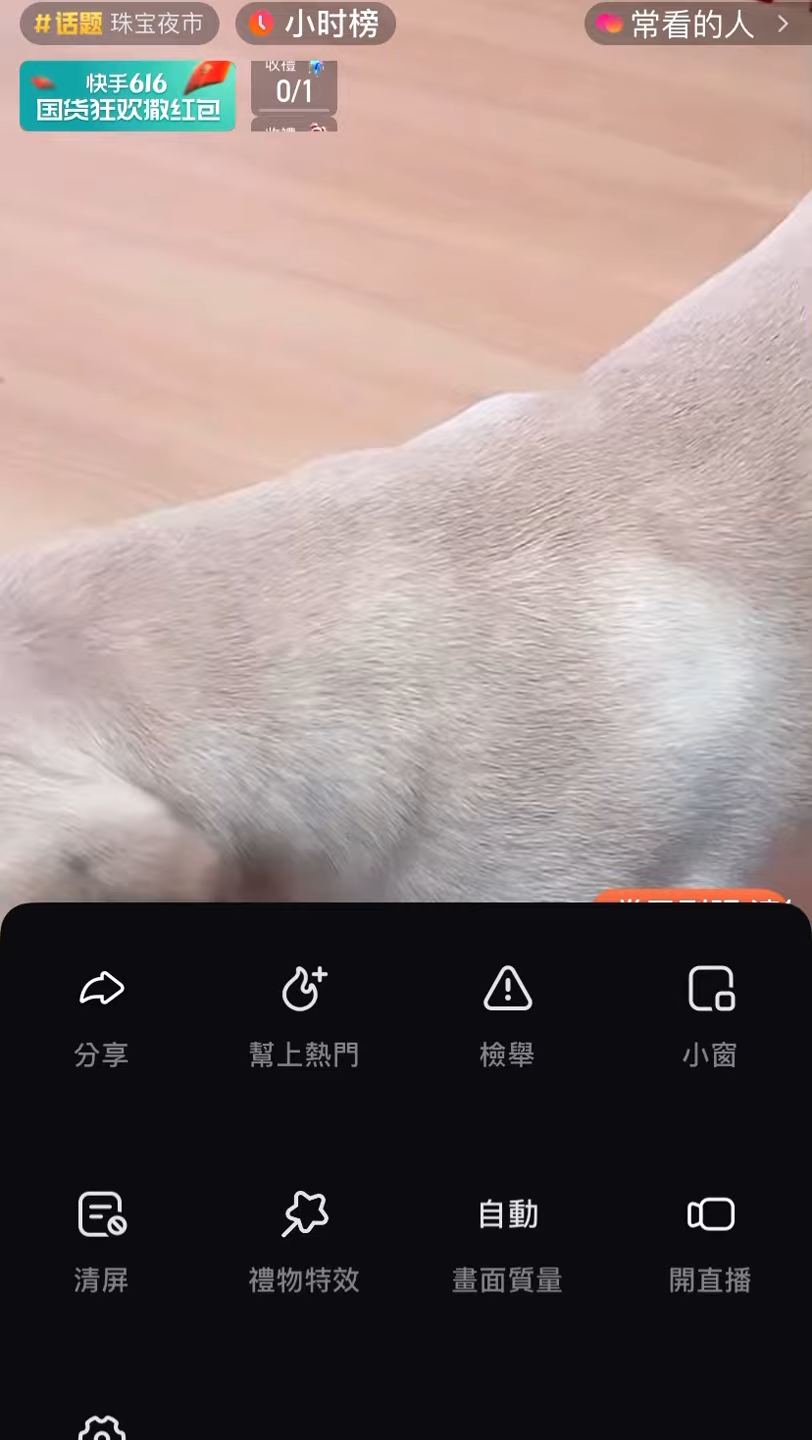 #话题 珠宝夜市
小时榜
常看的人
快手616
国货狂欢撒红包
收禮
0/1
分享
幫上熱門
檢舉
小窗
清屏
禮物特效
自動
畫面質量
開直播